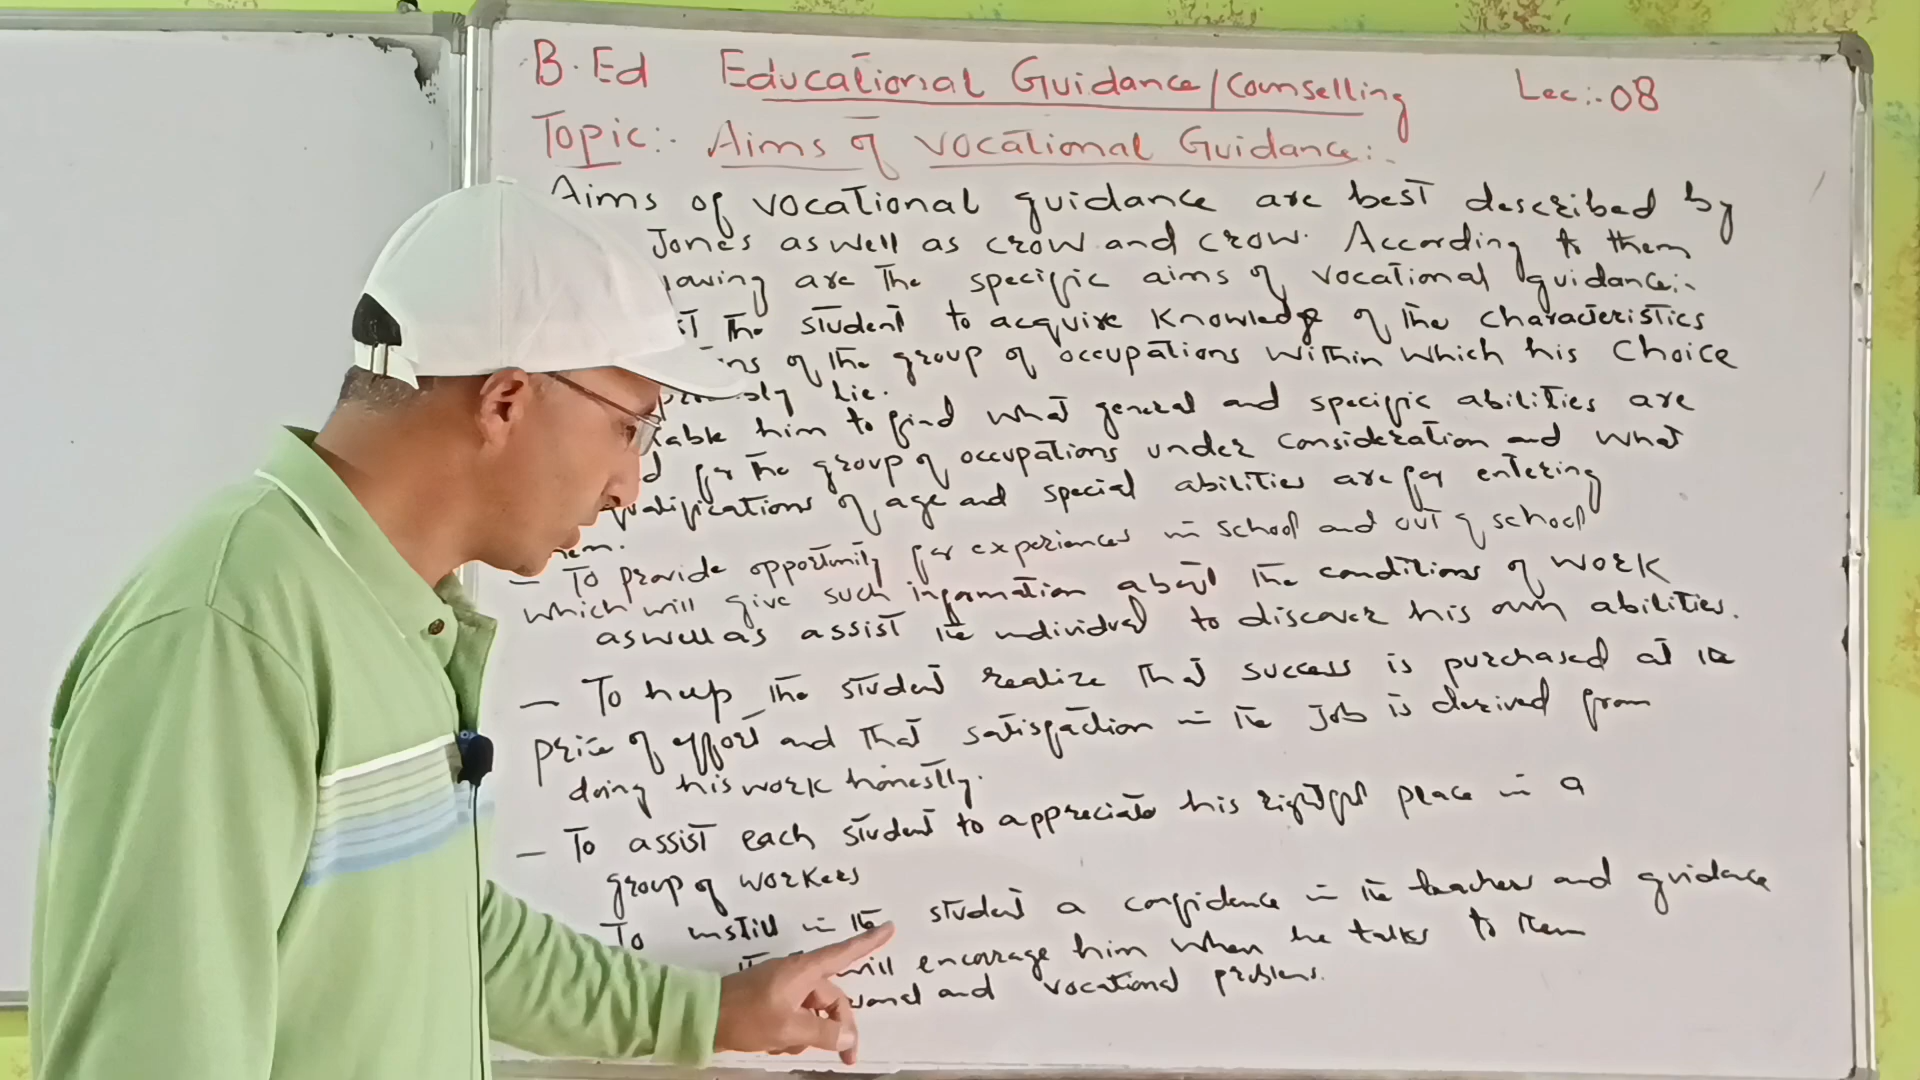 B.Ed Educational Guidance/Counselling Lec:-08
Topic:- Aims of Vocational Guidance:-
Aims of vocational guidance are best described by
Jones as well as crow and crow. According to them
are the specific aims of vocational guidance:-
the student to acquire knowledge of the characteristics
of the group of occupations within which his choice
lie.
him to find what general and specific abilities are
for the group of occupations under consideration and what
qualifications of age and special abilities are for entering
- To provide opportunity for experiences in school and out of school
which will give such information about the conditions of work
as well as assist the individual to discover his own abilities.
- To help the student realize that success is purchased at the
price of effort and that satisfaction in the job is derived from
doing his work honestly.
- To assist each student to appreciate his rightful place in a
group of workers
To instill in the student a confidence in the teacher and guidance
will encourage him when he talks to them
and vocational problems.